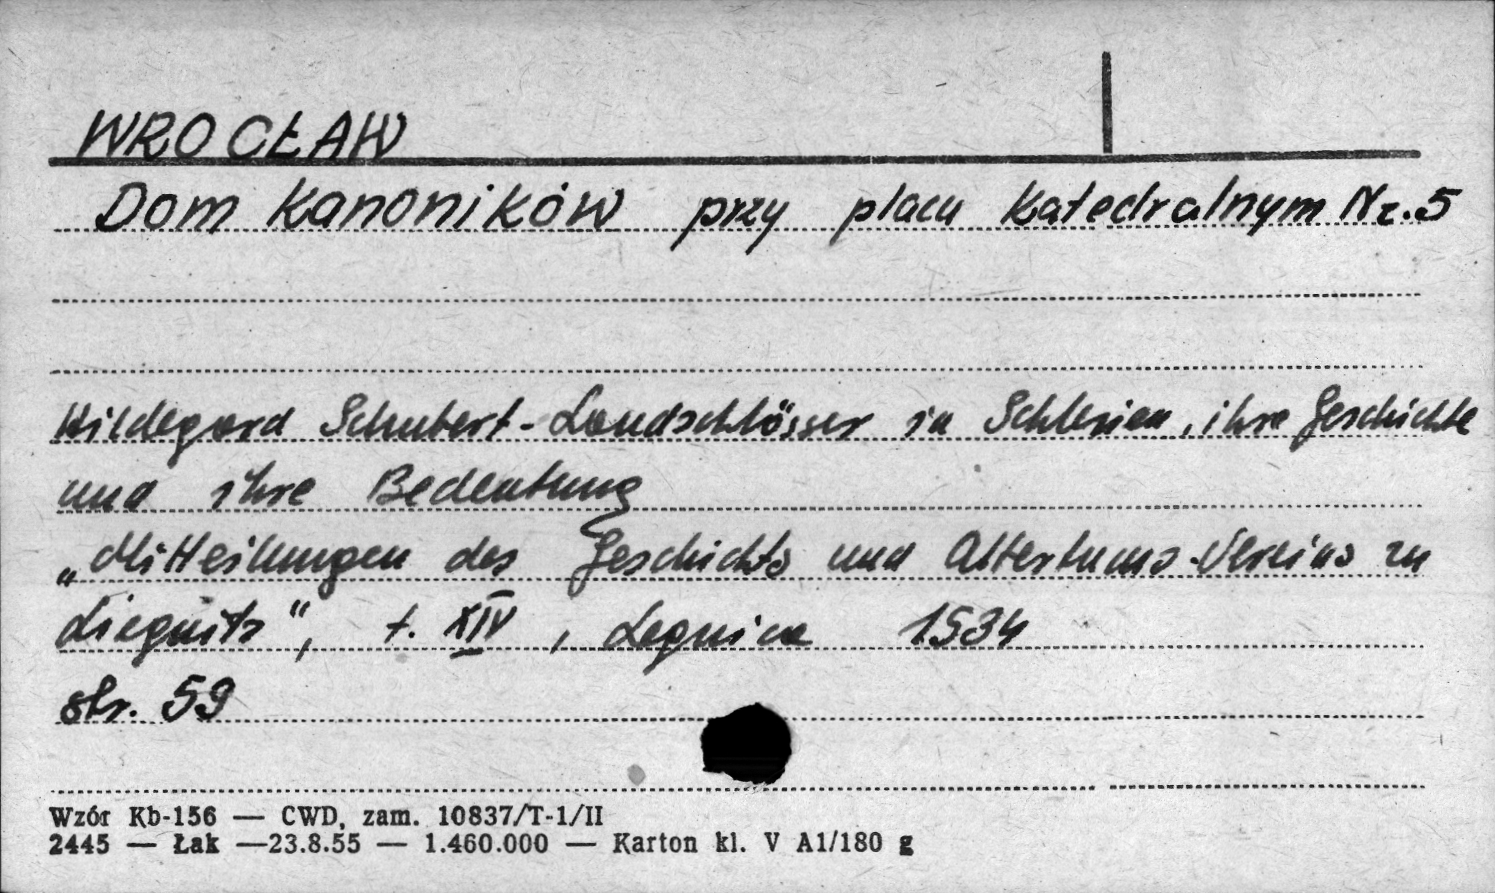 WROCŁAW
Dom Kanoników przy placu Katedralnym Nr. 5
Hildegard Schubert - Landschlösser in Schlesien, ihre Geschichte
und ihre Bedeutung
„Mitteilungen des Geschichts und Altertums-Vereins zu
Liegnitz", t. XIV, Legnica 1934
str. 59
Wzór Kb-156 — CWD, zam. 10837/T-1/II
2445 — Łak —23.8.55 — 1.460.000 — Karton kl. V A1/180 g